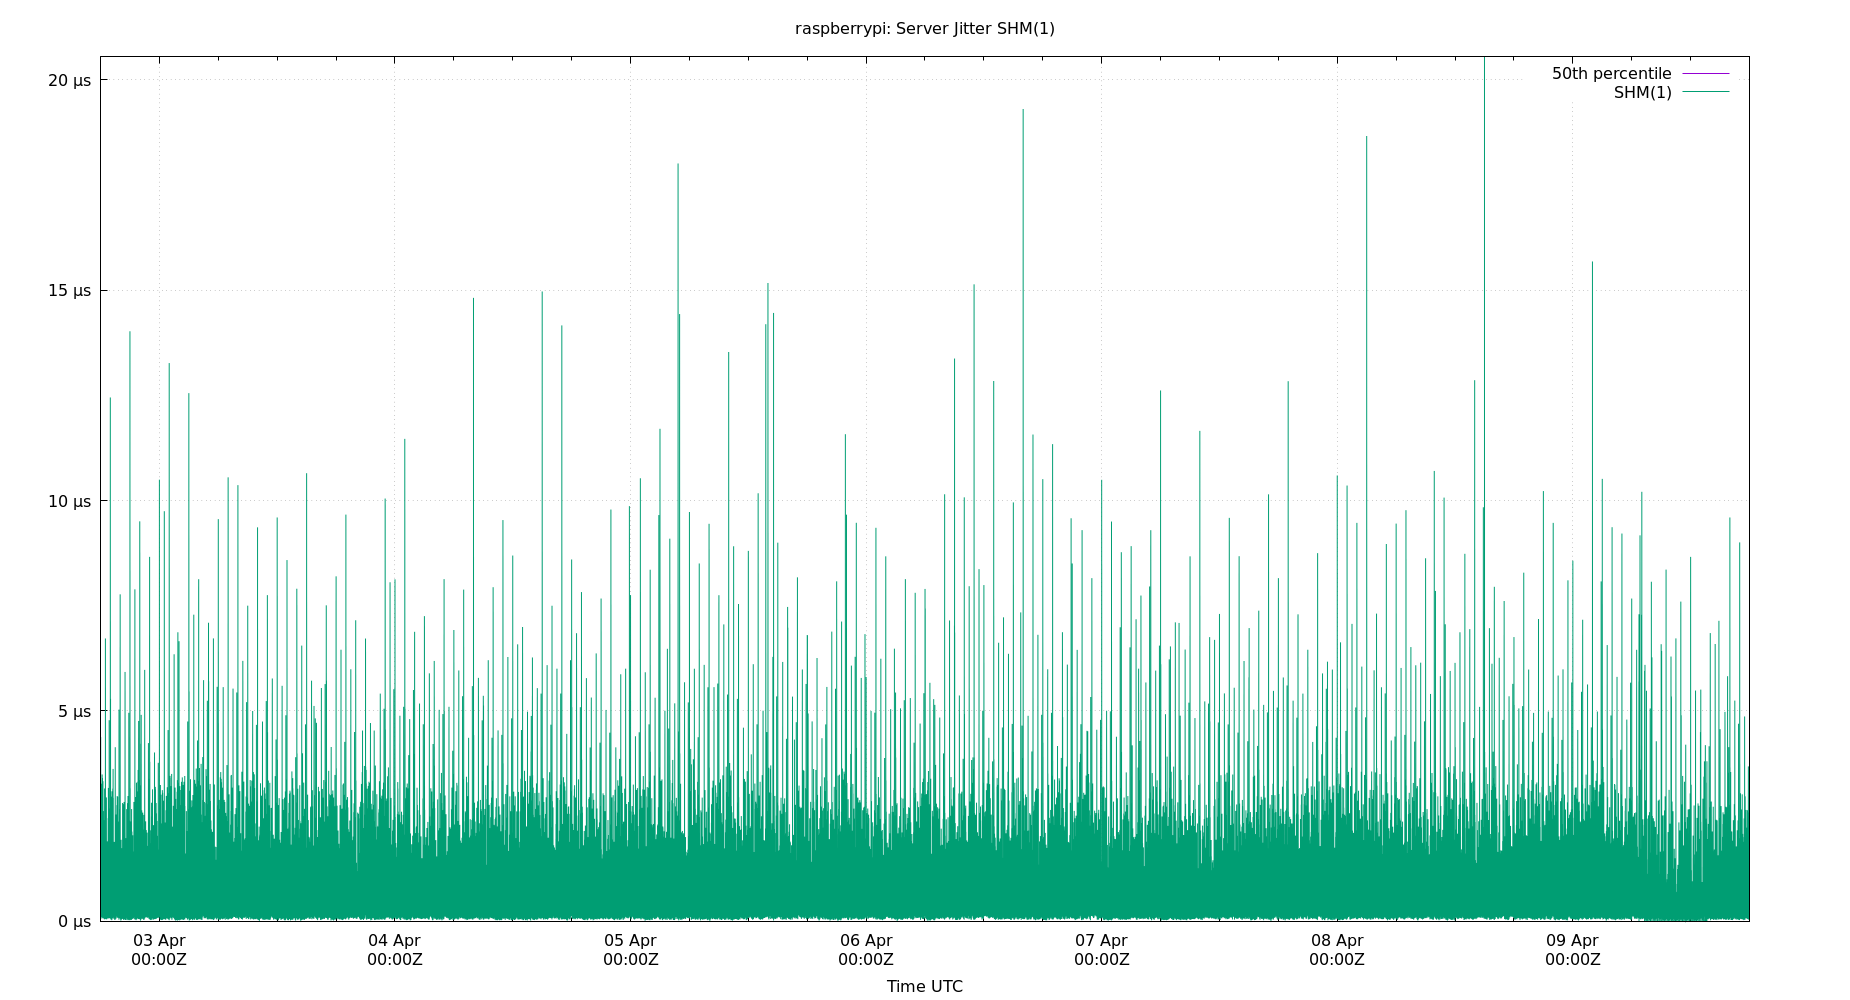 raspberrypi: Server Jitter SHM(1)
50th percentile
SHM(1)
20 µs
15 µs
10 µs
5 µs
0 µs
03 Apr 04 Apr 05 Apr 06 Apr 07 Apr 08 Apr 09 Apr
00:00Z 00:00Z 00:00Z 00:00Z 00:00Z 00:00Z 00:00Z
Time UTC